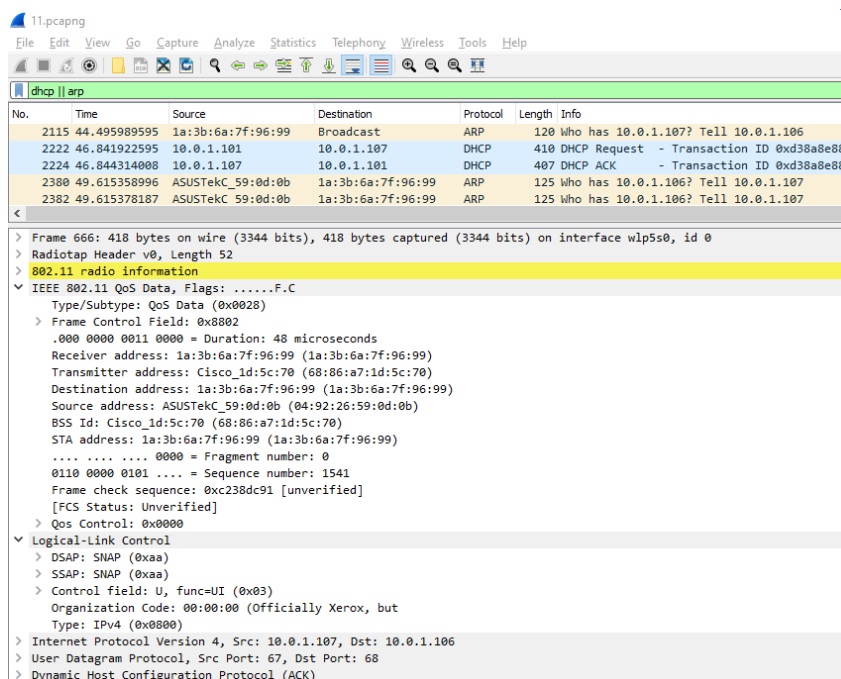 11.pcapng
File Edit View Go Capture Analyze Statistics Telephony Wireless Tools Help
dhcp || arp
No. Time Source Destination Protocol Length Info
2115 44.495989595 1a:3b:6a:7f:96:99 Broadcast ARP 120 Who has 10.0.1.107? Tell 10.0.1.106
2222 46.841922595 10.0.1.101 10.0.1.107 DHCP 410 DHCP Request - Transaction ID 0xd38a8e88
2224 46.844314008 10.0.1.107 10.0.1.101 DHCP 407 DHCP ACK - Transaction ID 0xd38a8e88
2380 49.615358996 ASUSTekC_59:0d:0b 1a:3b:6a:7f:96:99 ARP 125 Who has 10.0.1.106? Tell 10.0.1.107
2382 49.615378187 ASUSTekC_59:0d:0b 1a:3b:6a:7f:96:99 ARP 125 Who has 10.0.1.106? Tell 10.0.1.107
Frame 666: 418 bytes on wire (3344 bits), 418 bytes captured (3344 bits) on interface wlp5s0, id 0
Radiotap Header v0, Length 52
802.11 radio information
IEEE 802.11 QoS Data, Flags: ......F.C
Type/Subtype: QoS Data (0x0028)
Frame Control Field: 0x8802
.000 0000 0011 0000 = Duration: 48 microseconds
Receiver address: 1a:3b:6a:7f:96:99 (1a:3b:6a:7f:96:99)
Transmitter address: Cisco_1d:5c:70 (68:86:a7:1d:5c:70)
Destination address: 1a:3b:6a:7f:96:99 (1a:3b:6a:7f:96:99)
Source address: ASUSTekC_59:0d:0b (04:92:26:59:0d:0b)
BSS Id: Cisco_1d:5c:70 (68:86:a7:1d:5c:70)
STA address: 1a:3b:6a:7f:96:99 (1a:3b:6a:7f:96:99)
.... .... .... 0000 = Fragment number: 0
0110 0000 0101 .... = Sequence number: 1541
Frame check sequence: 0xc238dc91 [unverified]
[FCS Status: Unverified]
Qos Control: 0x0000
Logical-Link Control
DSAP: SNAP (0xaa)
SSAP: SNAP (0xaa)
Control field: U, func=UI (0x03)
Organization Code: 00:00:00 (Officially Xerox, but
Type: IPv4 (0x0800)
Internet Protocol Version 4, Src: 10.0.1.107, Dst: 10.0.1.106
User Datagram Protocol, Src Port: 67, Dst Port: 68
Dynamic Host Configuration Protocol (ACK)